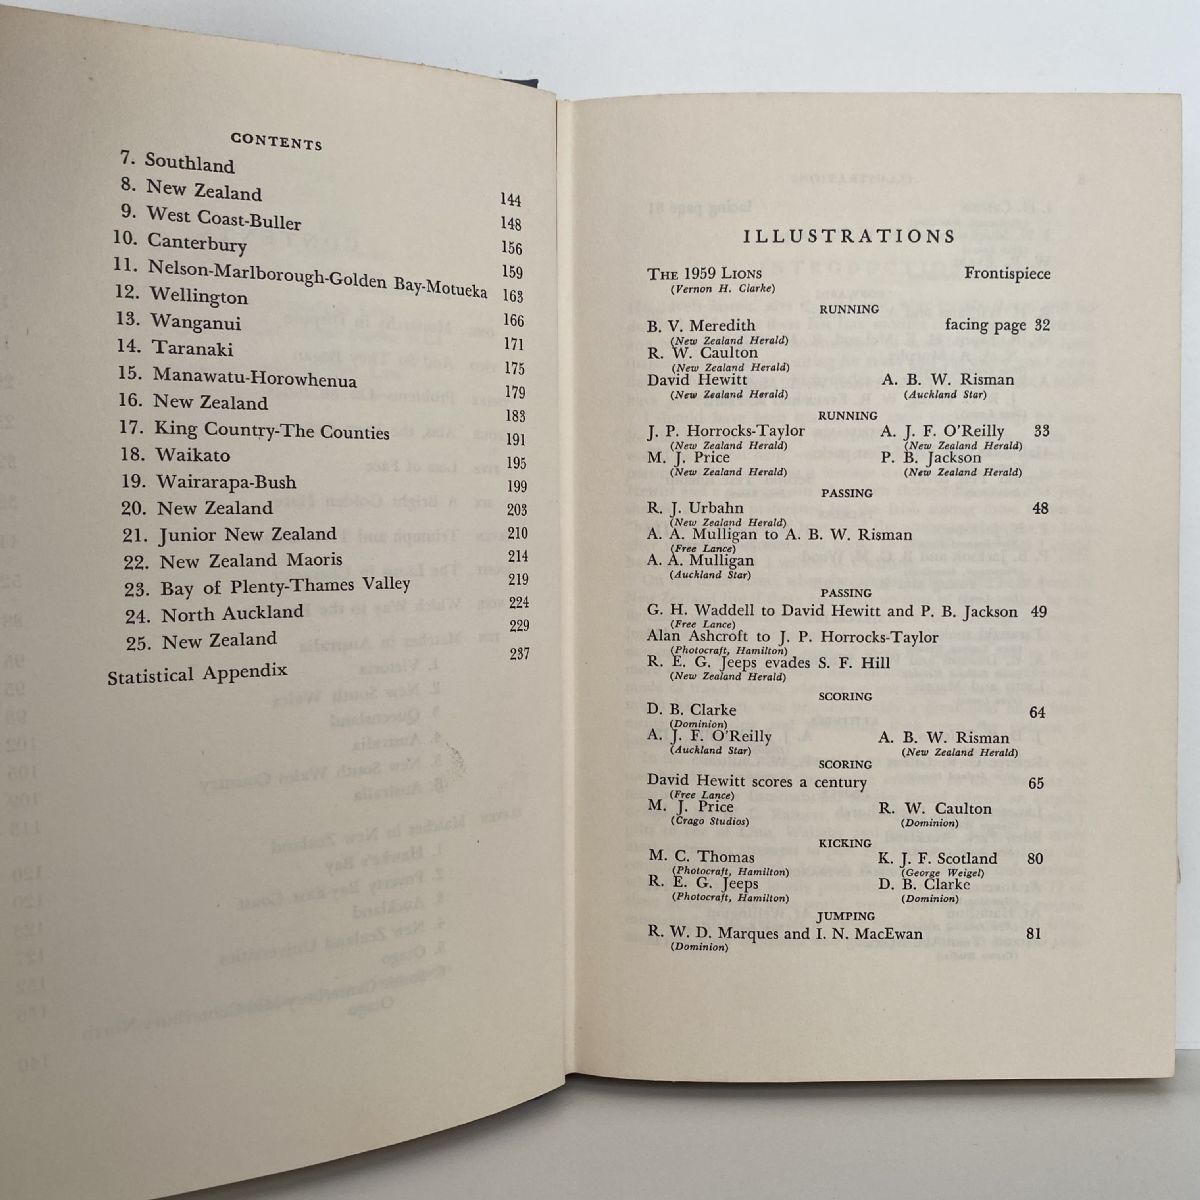 CONTENTS
7. Southland 144
8. New Zealand 148
9. West Coast-Buller 156
10. Canterbury 159
11. Nelson-Marlborough-Golden Bay-Motueka 163
12. Wellington 166
13. Wanganui 171
14. Taranaki 175
15. Manawatu-Horowhenua 179
16. New Zealand 183
17. King Country-The Counties 191
18. Waikato 195
19. Wairarapa-Bush 199
20. New Zealand 203
21. Junior New Zealand 210
22. New Zealand Maoris 214
23. Bay of Plenty-Thames Valley 219
24. North Auckland 224
25. New Zealand 229
Statistical Appendix 237
ILLUSTRATIONS
THE 1959 LIONS Frontispiece
(Vernon H. Clarke)
RUNNING
B. V. Meredith facing page 32
(New Zealand Herald)
R. W. Caulton
(New Zealand Herald)
David Hewitt A. B. W. Risman
(New Zealand Herald) (Auckland Star)
RUNNING
J. P. Horrocks-Taylor A. J. F. O'Reilly 33
(New Zealand Herald) (New Zealand Herald)
M. J. Price P. B. Jackson
(New Zealand Herald) (New Zealand Herald)
PASSING
R. J. Urbahn 48
(New Zealand Herald)
A. A. Mulligan to A. B. W. Risman
(Free Lance)
A. A. Mulligan
(Auckland Star)
PASSING
G. H. Waddell to David Hewitt and P. B. Jackson 49
(Free Lance)
Alan Ashcroft to J. P. Horrocks-Taylor
(Photocraft, Hamilton)
R. E. G. Jeeps evades S. F. Hill
(New Zealand Herald)
SCORING
D. B. Clarke 64
(Dominion)
A. J. F. O'Reilly A. B. W. Risman
(Auckland Star) (New Zealand Herald)
SCORING
David Hewitt scores a century 65
(Free Lance)
M. J. Price R. W. Caulton
(Crago Studios) (Dominion)
KICKING
M. C. Thomas K. J. F. Scotland 80
(Photocraft, Hamilton) (George Weigel)
R. E. G. Jeeps D. B. Clarke
(Photocraft, Hamilton) (Dominion)
JUMPING
R. W. D. Marques and I. N. MacEwan 81
(Dominion)